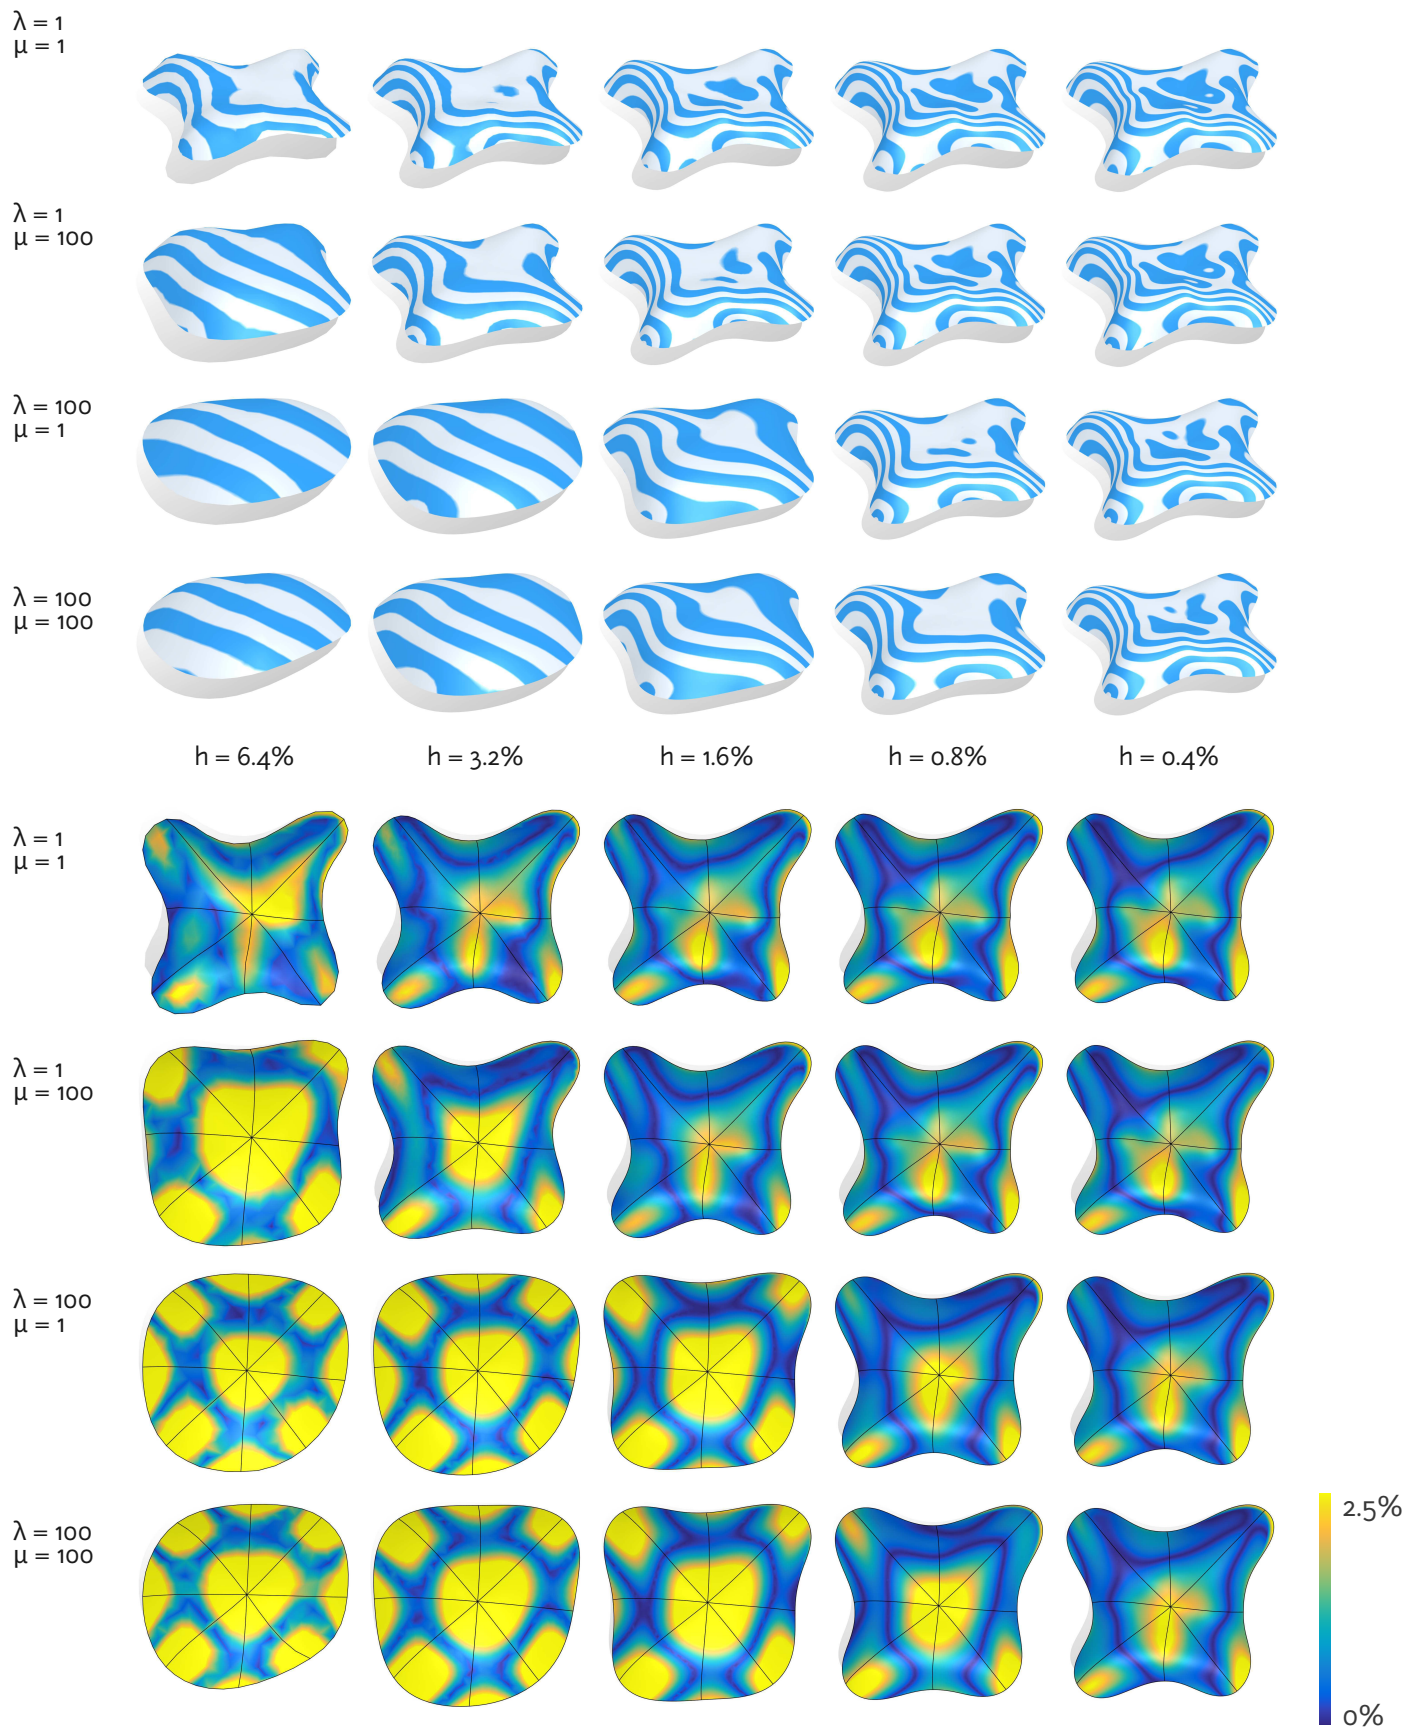 λ = 1
μ = 1
λ = 1
μ = 100
λ = 100
μ = 1
λ = 100
μ = 100
h = 6.4% h = 3.2% h = 1.6% h = 0.8% h = 0.4%
λ = 1
μ = 1
λ = 1
μ = 100
λ = 100
μ = 1
λ = 100
μ = 100
2.5%
0%